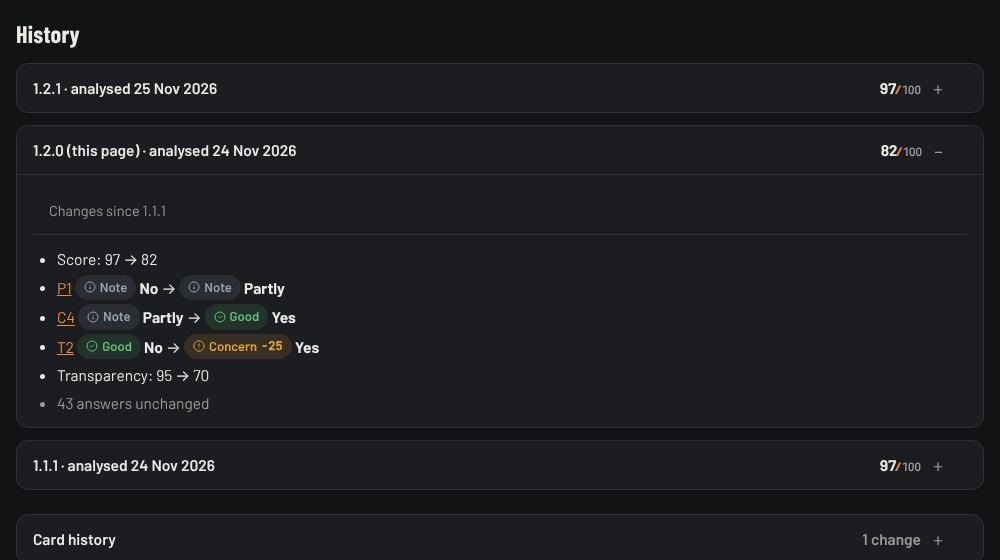 History
1.2.1 · analysed 25 Nov 2026 97/100 +
1.2.0 (this page) · analysed 24 Nov 2026 82/100 −
Changes since 1.1.1
• Score: 97 → 82
• P1 Note No → Note Partly
• C4 Note Partly → Good Yes
• T2 Good No → Concern -25 Yes
• Transparency: 95 → 70
• 43 answers unchanged
1.1.1 · analysed 24 Nov 2026 97/100 +
Card history 1 change +